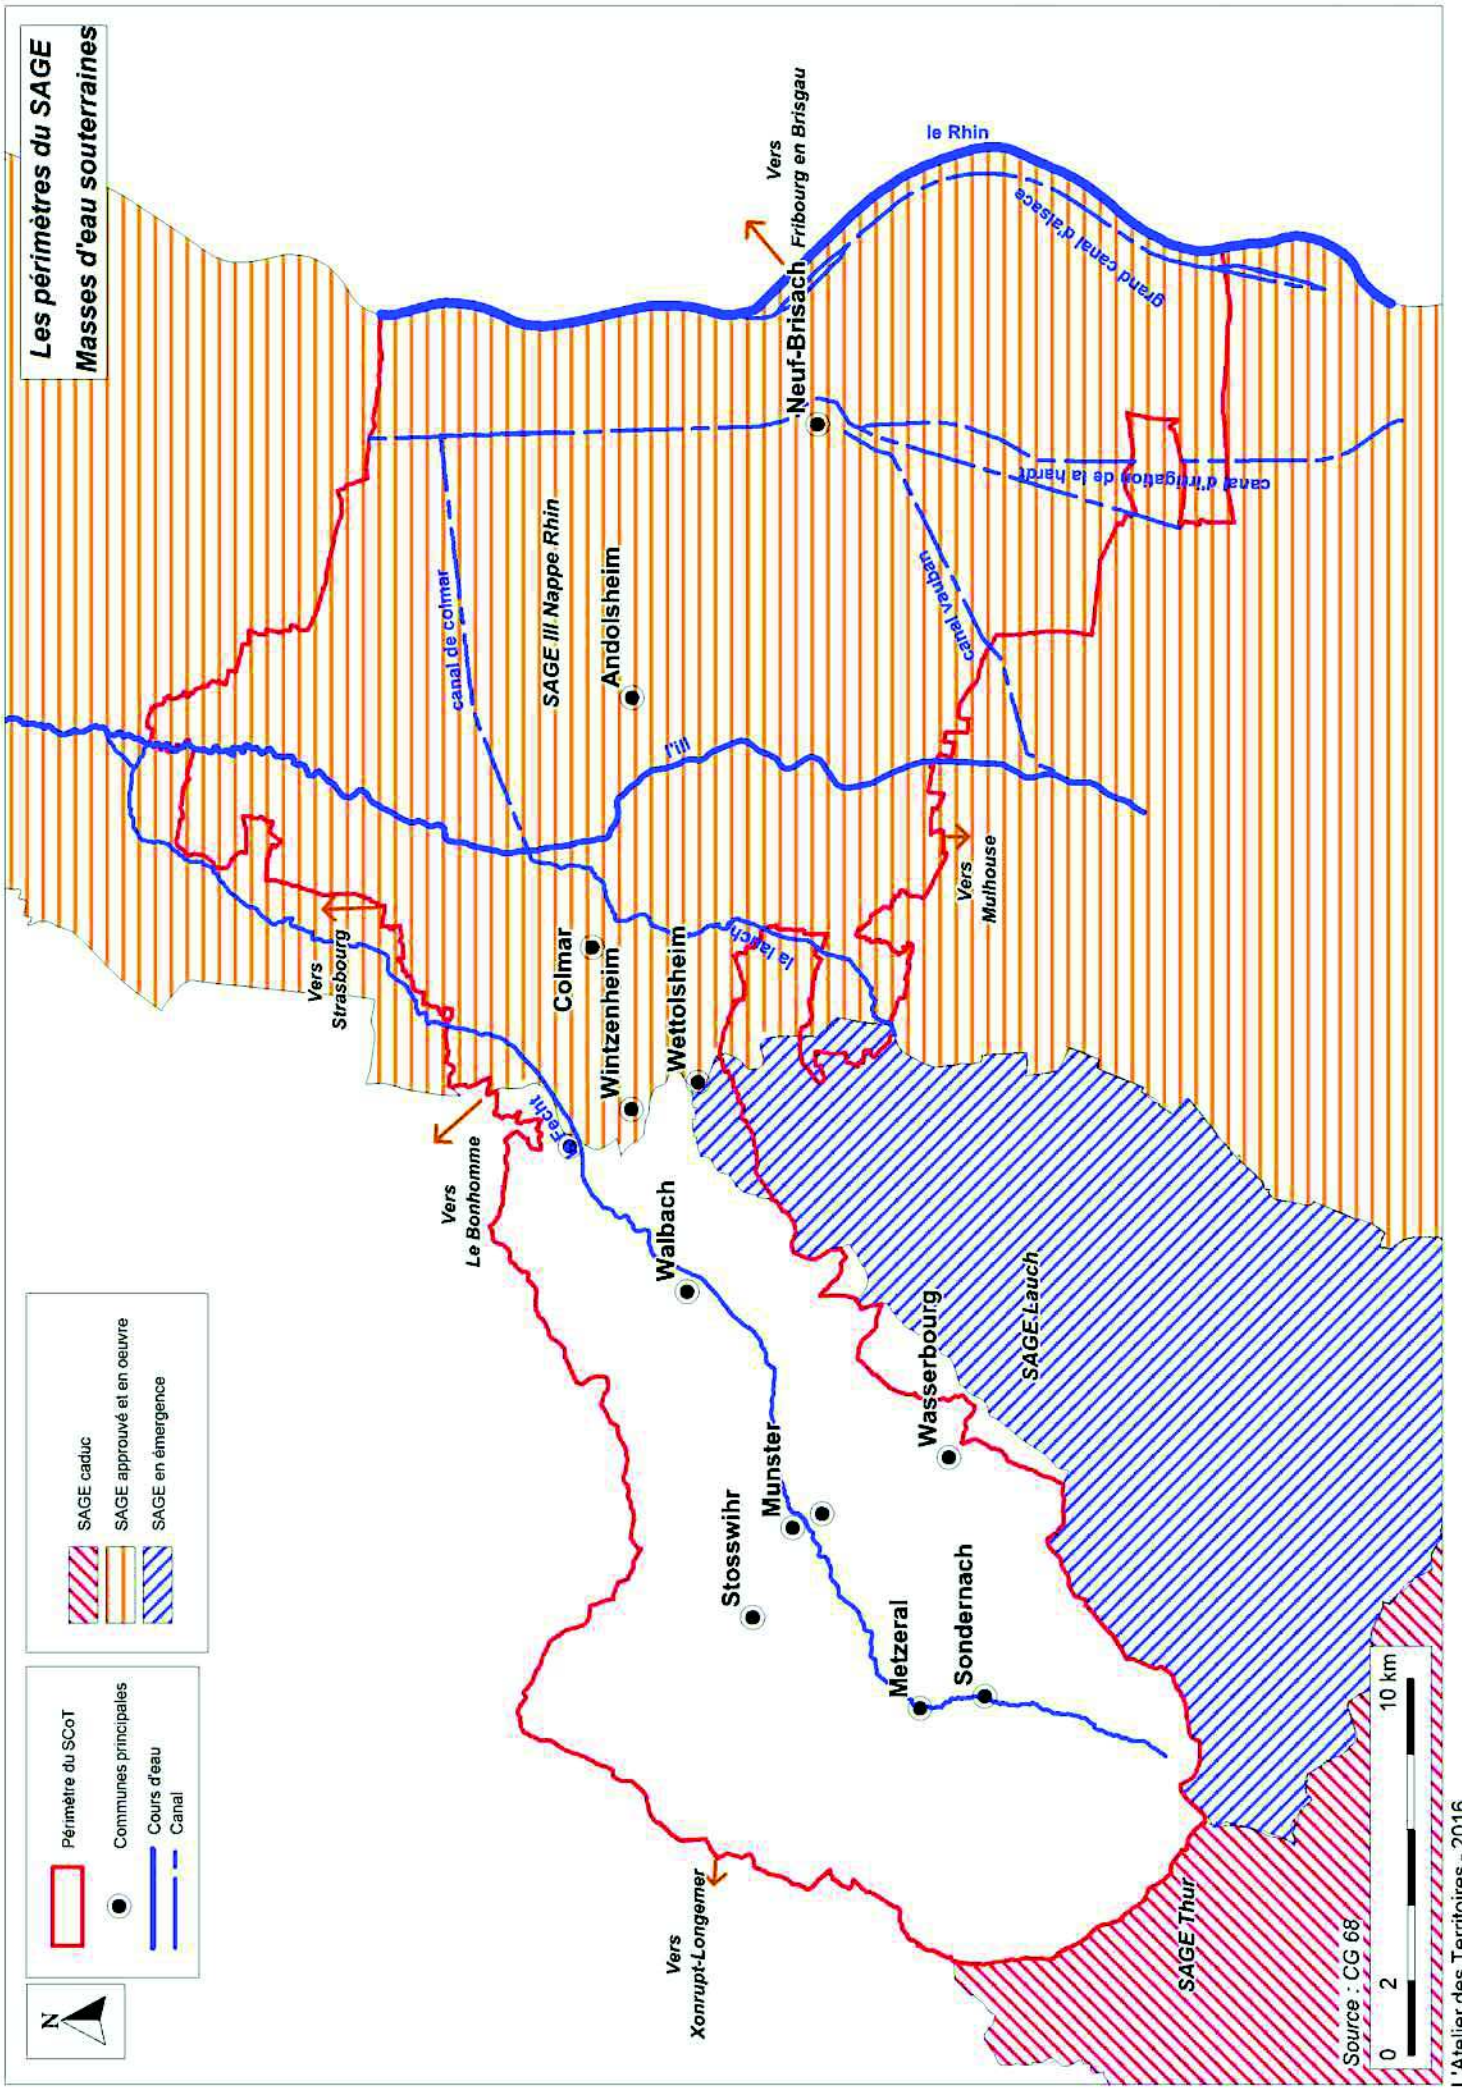 Les périmètres du SAGE
Masses d'eau souterraines
N
Périmètre du SCoT
Communes principales
Cours d'eau
Canal
SAGE caduc
SAGE approuvé et en oeuvre
SAGE en émergence
Vers
Strasbourg
Vers
Le Bonhomme
Vers
Xonrupt-Longemer
Vers
Mulhouse
Vers
Fribourg en Brisgau
le Rhin
grand canal d'alsace
Neuf-Brisach
canal d'irrigation de la hardt
canal vauban
canal de colmar
SAGE Ill Nappe Rhin
Andolsheim
l'ill
Colmar
Wintzenheim
Wettolsheim
la lauch
Fecht
Walbach
Wasserbourg
SAGE Lauch
Munster
Stosswihr
Metzeral
Sondernach
SAGE Thur
Source : CG 68
0 2 10 km
L'Atelier des Territoires - 2016